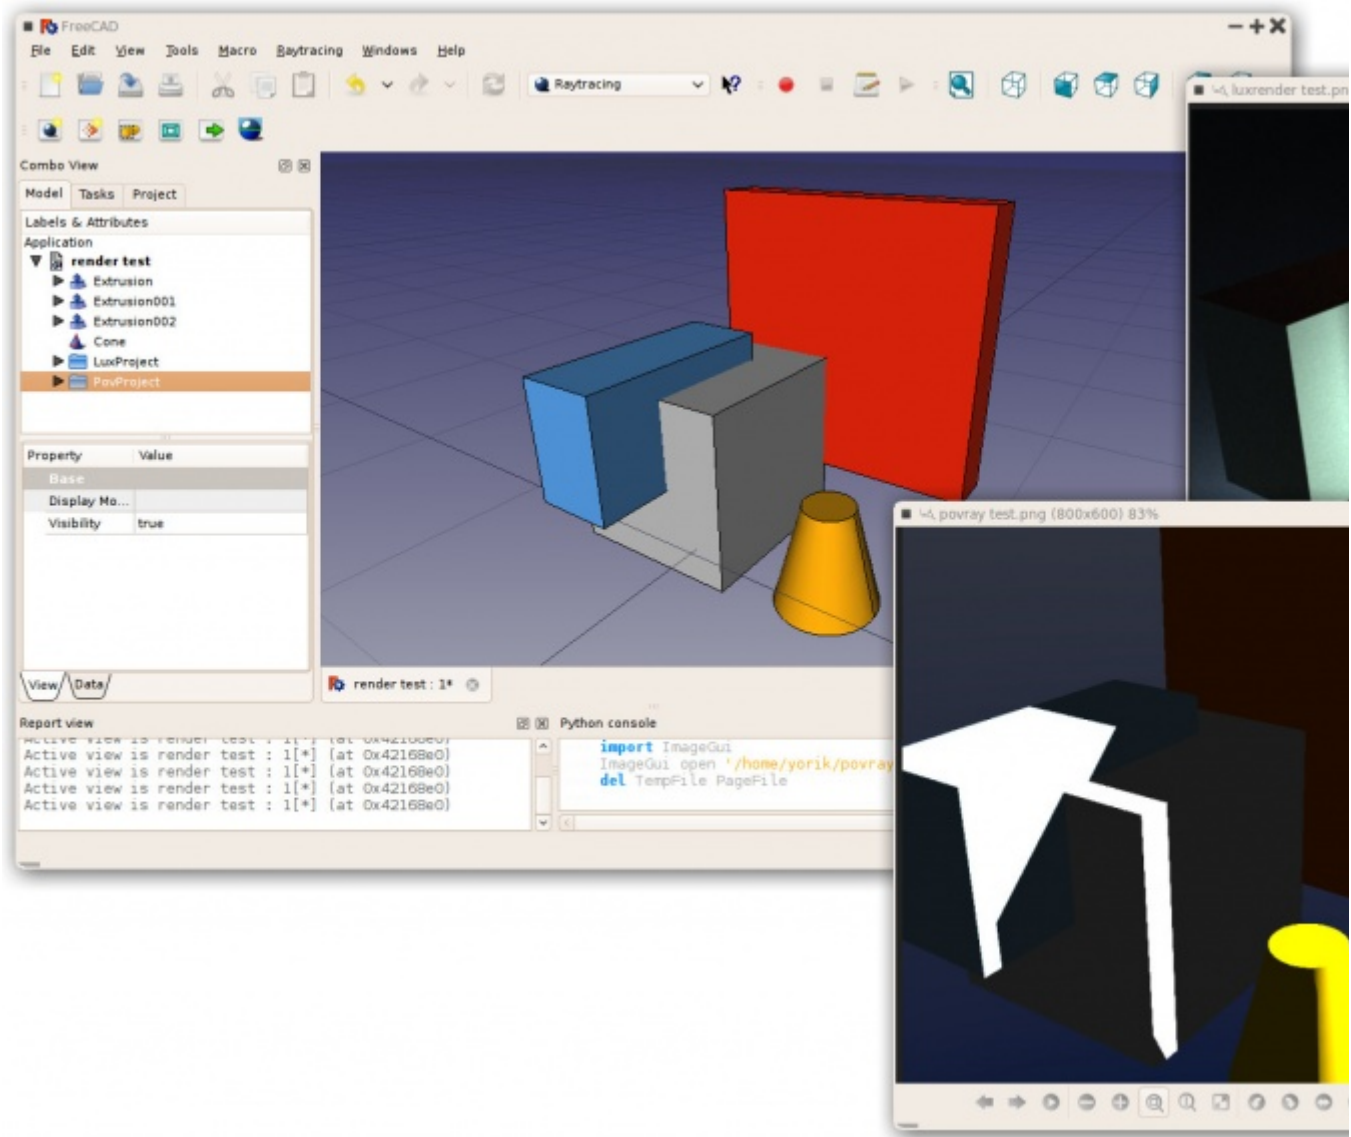 FreeCAD
File Edit View Tools Macro Raytracing Windows Help
Raytracing
luxrender test.pn
Combo View
Model Tasks Project
Labels & Attributes
Application
render test
Extrusion
Extrusion001
Extrusion002
Cone
LuxProject
PovProject
Property Value
Base
Display Mo...
Visibility true
View Data
render test : 1*
povray test.png (800x600) 83%
Report view
Active view is render test : 1[*] (at 0x42168e0)
Active view is render test : 1[*] (at 0x42168e0)
Active view is render test : 1[*] (at 0x42168e0)
Active view is render test : 1[*] (at 0x42168e0)
Active view is render test : 1[*] (at 0x42168e0)
Python console
import ImageGui
ImageGui open '/home/yorik/povray
del TempFile PageFile